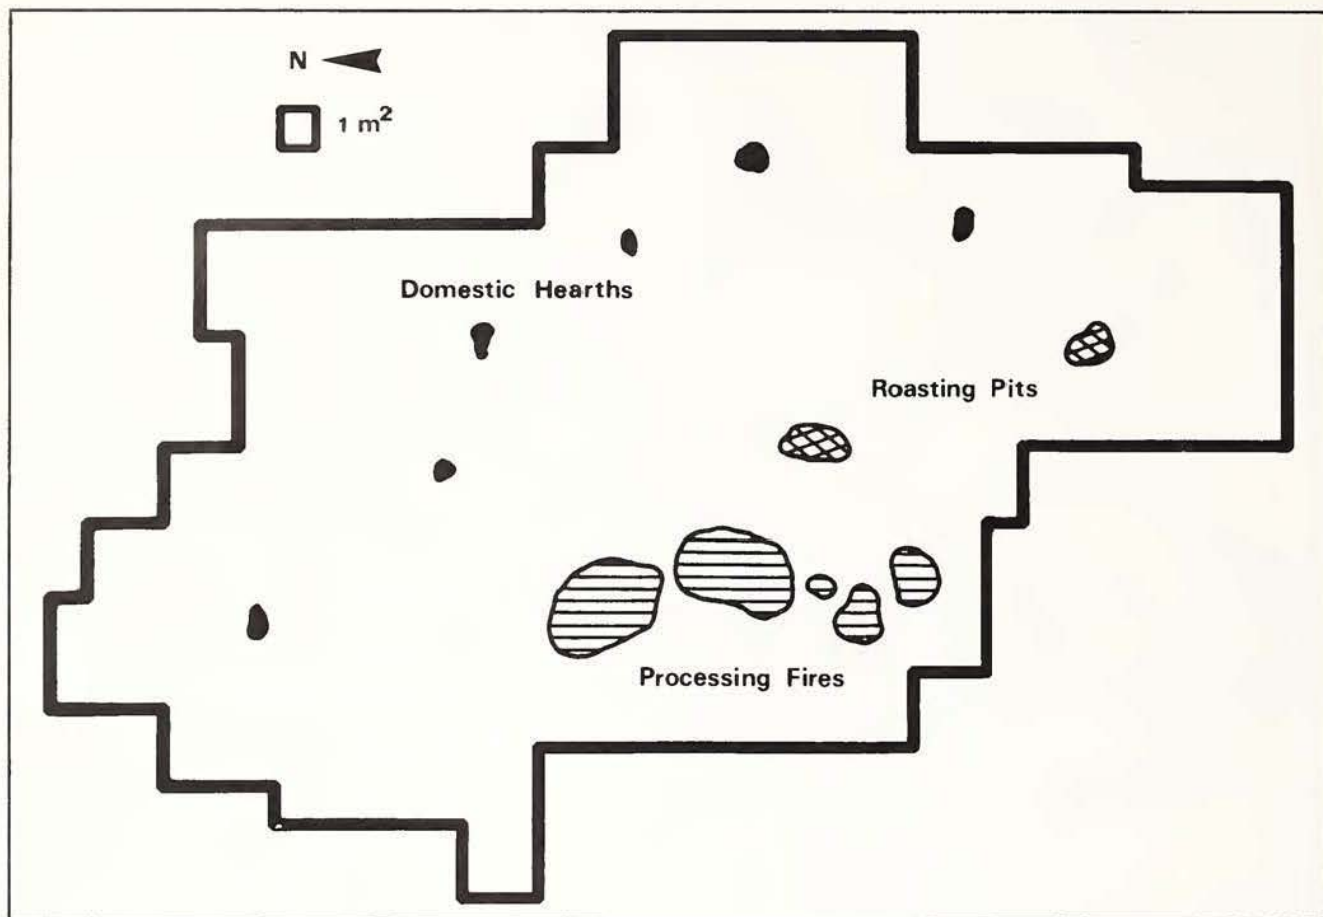 N
1 m²
Domestic Hearths
Roasting Pits
Processing Fires